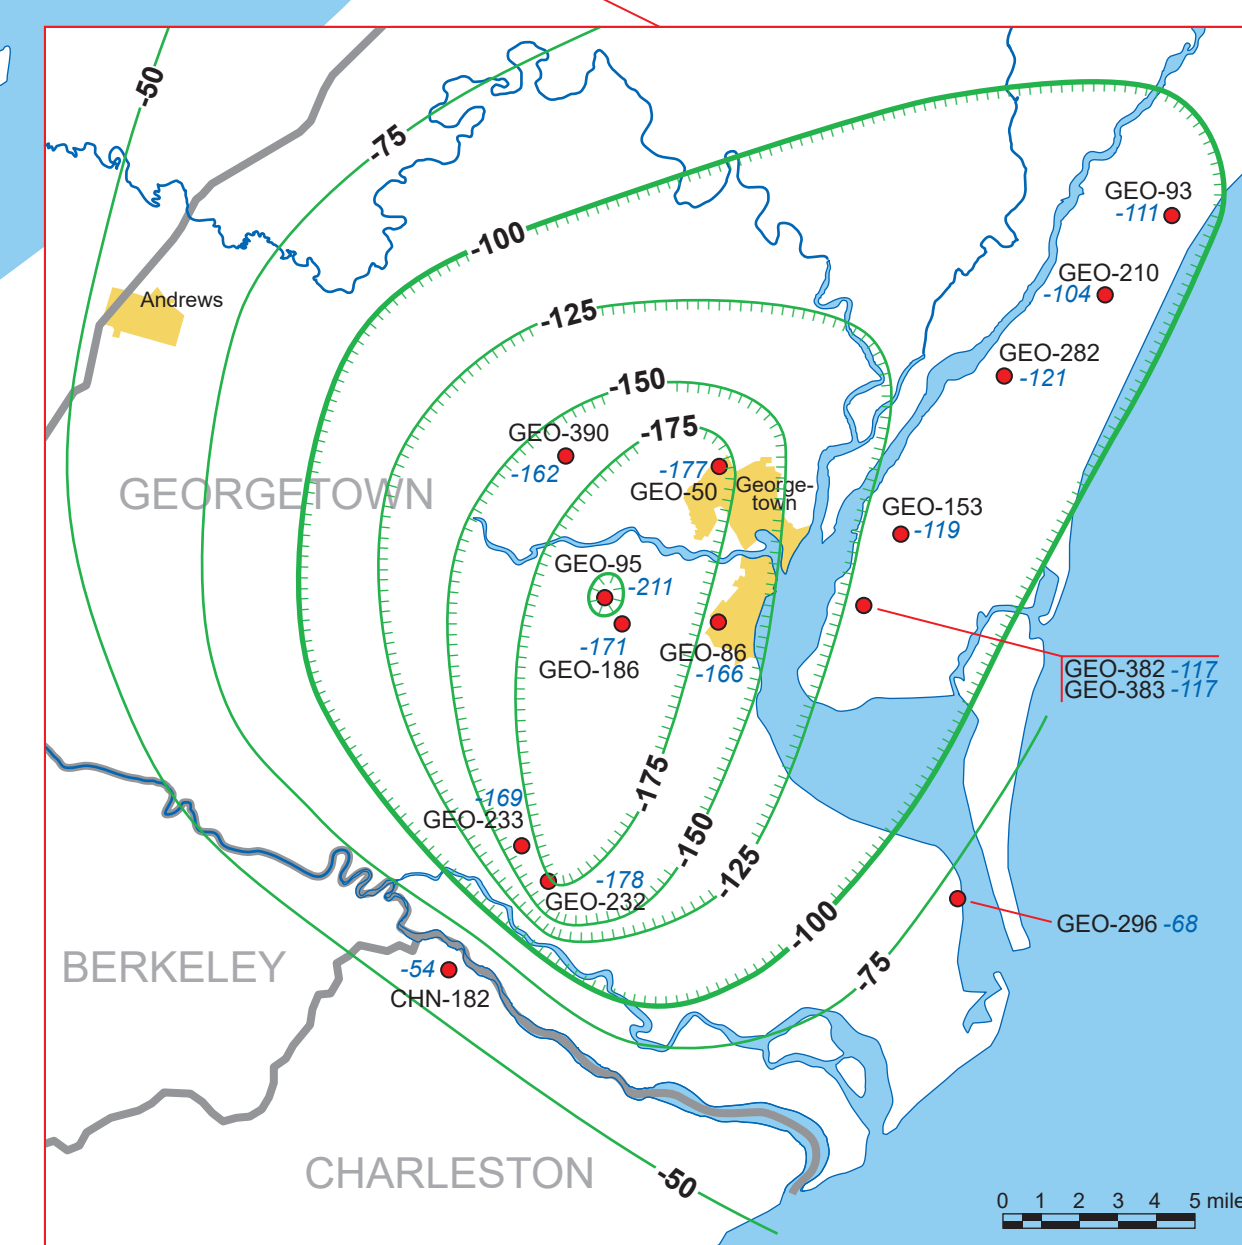 -50
-75
-100
GEO-93
-111
GEO-210
-104
Andrews
-125
GEO-282
-121
-150
-175
GEO-390
-162
-177
GEO-50
George-
town
GEORGETOWN
GEO-153
-119
GEO-95
-211
-171
GEO-186
GEO-86
-166
GEO-382 -117
GEO-383 -117
-175
-169
GEO-233
-150
-125
-178
GEO-232
-100
GEO-296 -68
BERKELEY
-54
CHN-182
-75
CHARLESTON
-50
0 1 2 3 4 5 mile